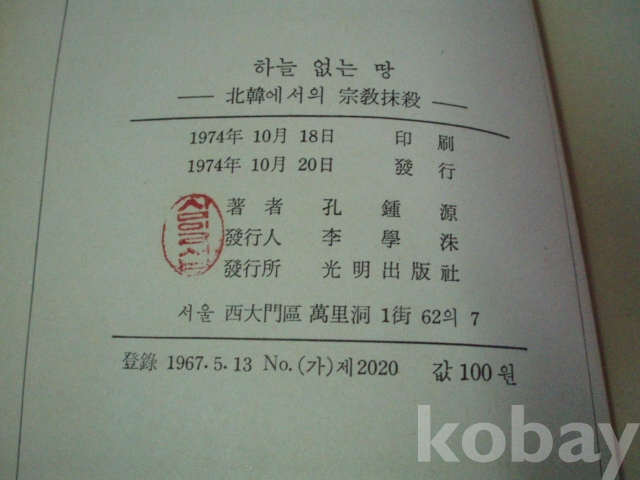 하늘 없는 땅
— 北韓에서의 宗教抹殺 —
1974年 10月 18日 印刷
1974年 10月 20日 發行
著者 孔鍾源
發行人 李學洙
發行所 光明出版社
서울 西大門區 萬里洞 1街 62의 7
登錄 1967.5.13 No.(가)제2020 값 100원
kobay